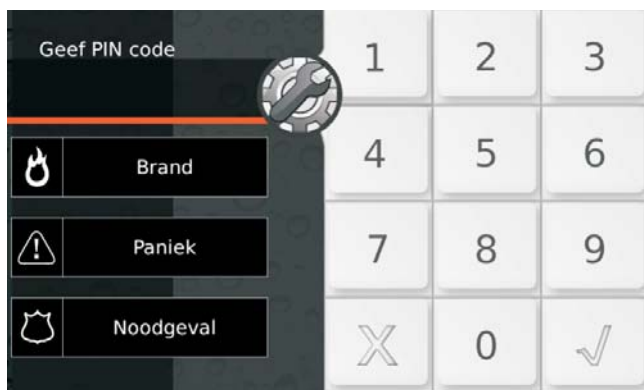 Geef PIN code
Brand
Paniek
Noodgeval
1 2 3
4 5 6
7 8 9
X 0 √